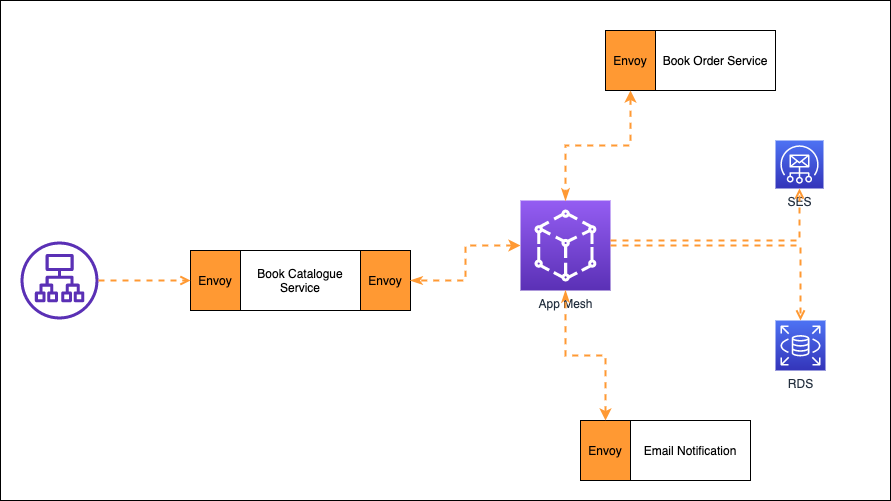 Envoy
Book Order Service
SES
Envoy
Book Catalogue
Service
Envoy
App Mesh
RDS
Envoy
Email Notification